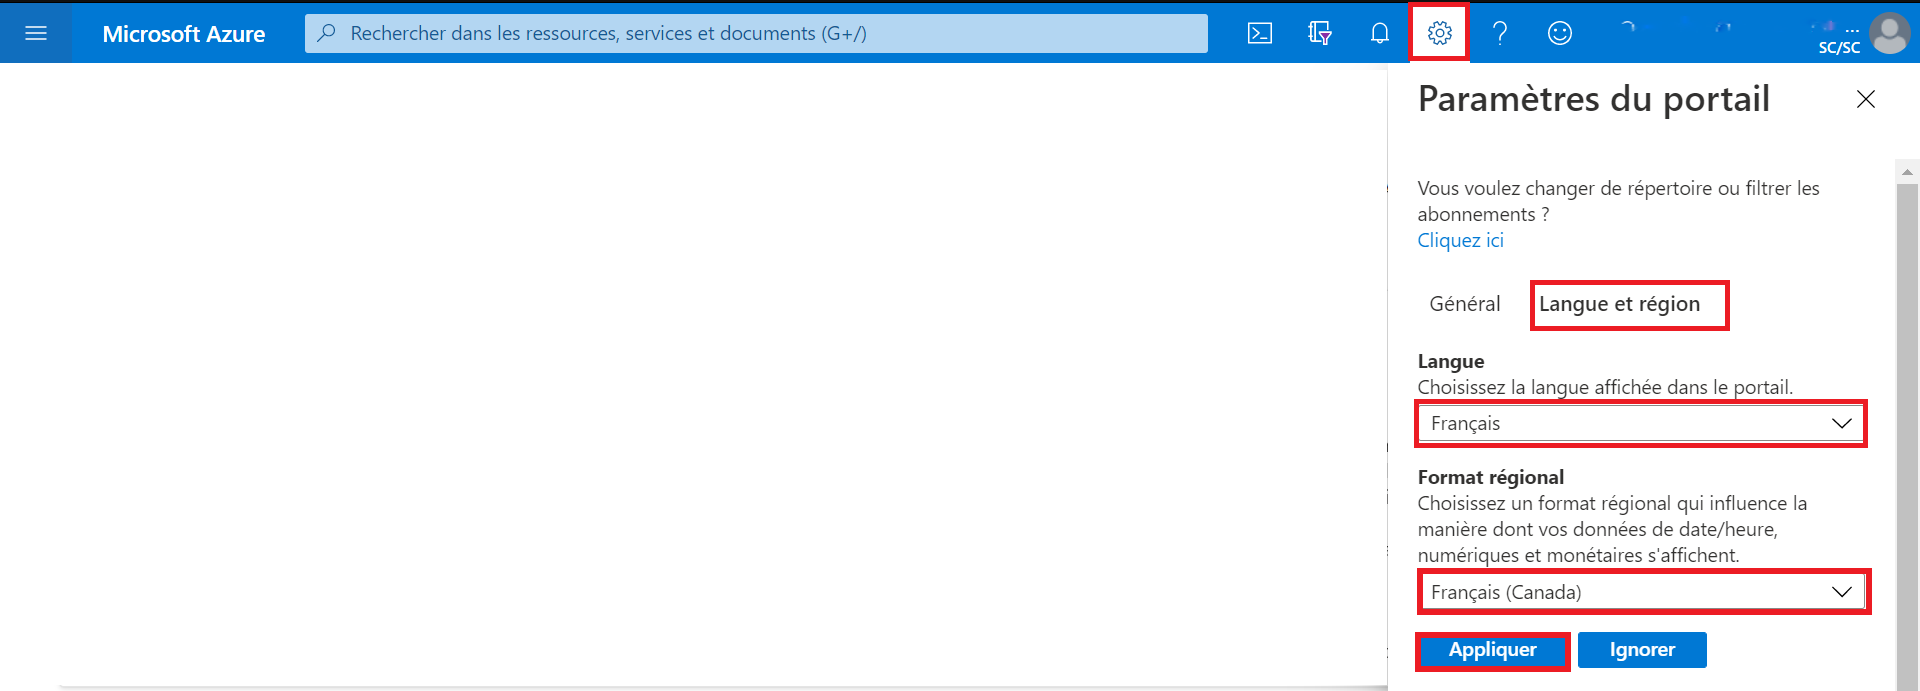 Microsoft Azure
Rechercher dans les ressources, services et documents (G+/)
...
SC/SC
Paramètres du portail
Vous voulez changer de répertoire ou filtrer les
abonnements ?
Cliquez ici
Général
Langue et région
Langue
Choisissez la langue affichée dans le portail.
Français
Format régional
Choisissez un format régional qui influence la
manière dont vos données de date/heure,
numériques et monétaires s'affichent.
Français (Canada)
Appliquer
Ignorer